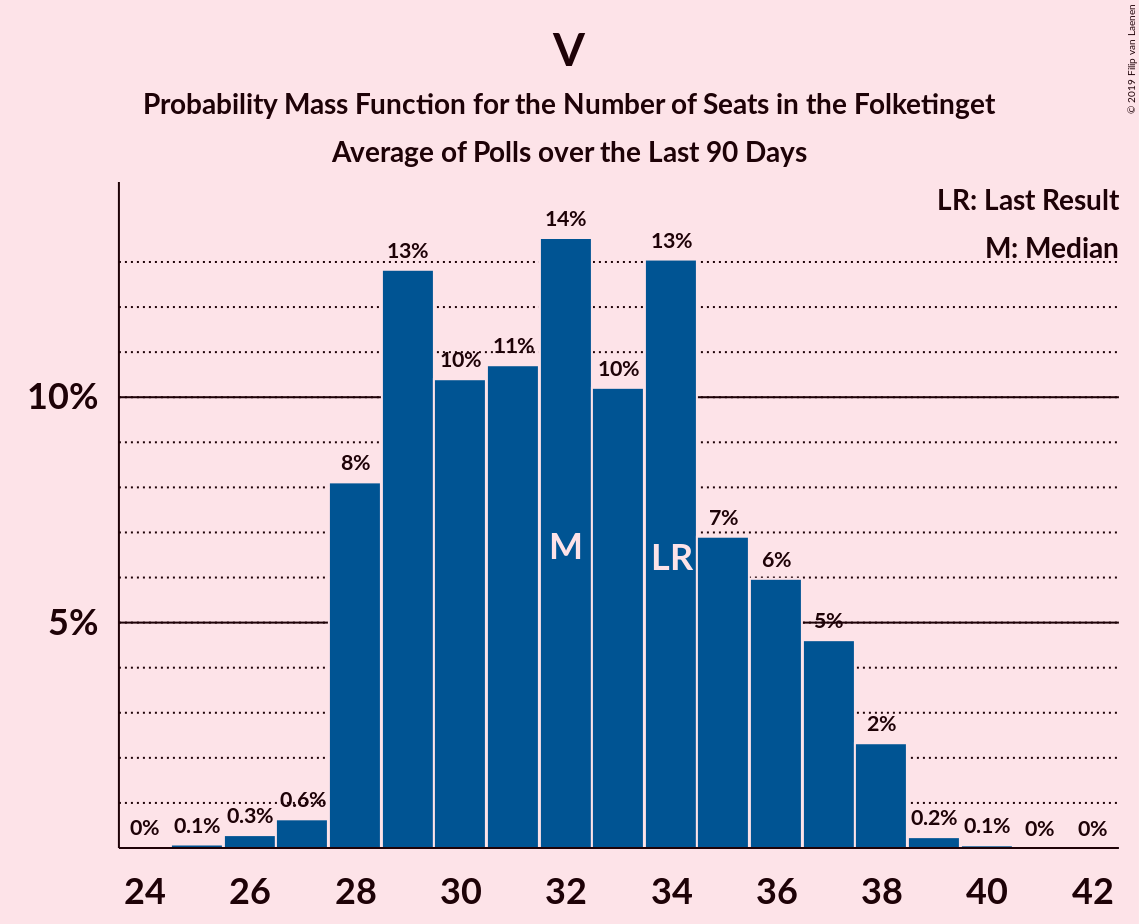 V
Probability Mass Function for the Number of Seats in the Folketinget
Average of Polls over the Last 90 Days
© 2019 Filip van Laenen
LR: Last Result
M: Median
10%
5%
0%
0.1%
0.3%
0.6%
8%
13%
10%
11%
14%
10%
13%
7%
6%
5%
2%
0.2%
0.1%
0%
0%
M
LR
24 26 28 30 32 34 36 38 40 42